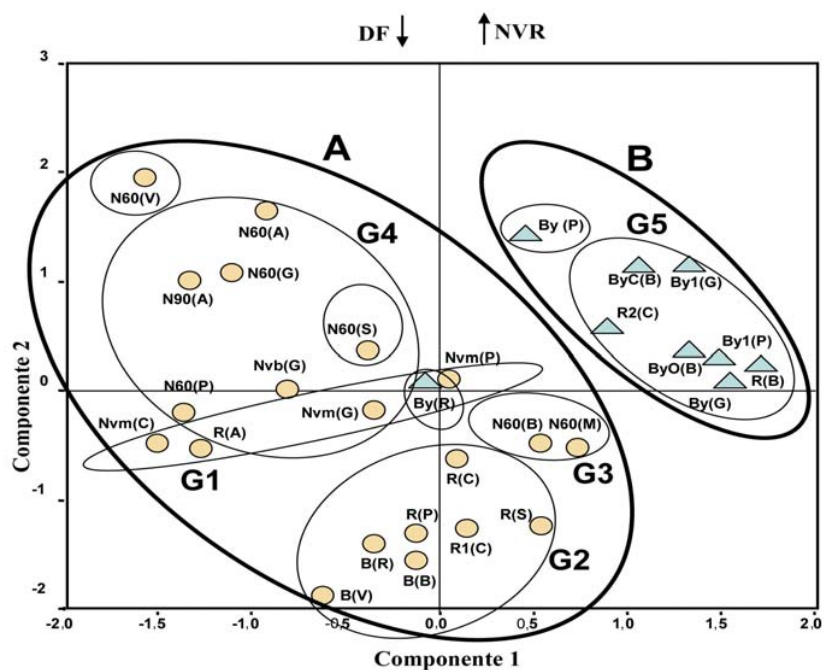 DF ↓ ↑ NVR
3
A
B
2
N60(V)
By (P)
N60(A)
G4
G5
1
N60(G)
ByC(B) By1(G)
N90(A)
R2(C)
N60(S)
By1(P)
Nvm(P)
ByO(B)
Nvb(G)
R(B)
0
N60(P)
By(R)
By(G)
Nvm(C)
Nvm(G)
R(A)
N60(B) N60(M)
G1
G3
R(C)
-1
R(P)
R(S)
R1(C)
B(R)
G2
B(B)
B(V)
-2
-2,0 -1,5 -1,0 -0,5 0,0 0,5 1,0 1,5 2,0
Componente 2
Componente 1